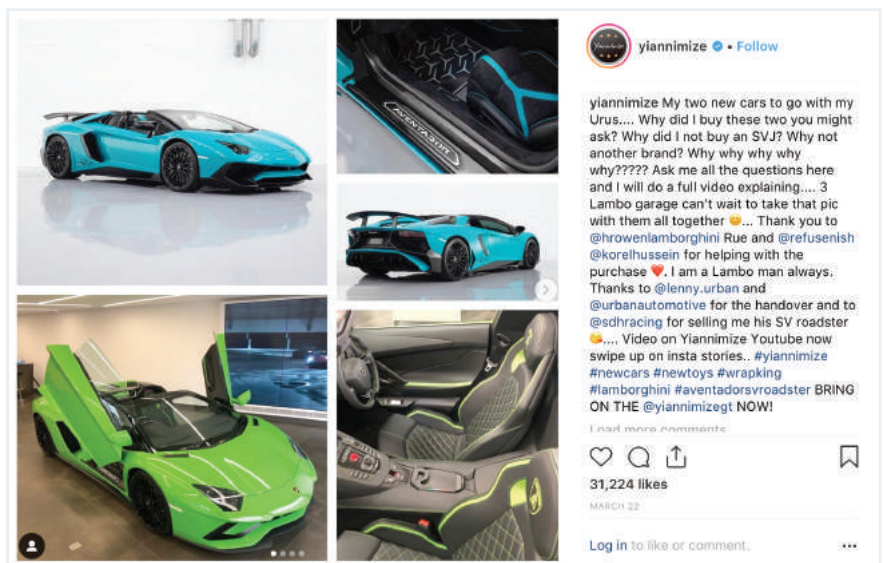 AVENTADOR
yiannimize • Follow
yiannimize My two new cars to go with my
Urus.... Why did I buy these two you might
ask? Why did I not buy an SVJ? Why not
another brand? Why why why why
why????? Ask me all the questions here
and I will do a full video explaining.... 3
Lambo garage can't wait to take that pic
with them all together 😊... Thank you to
@hrowenlamborghini Rue and @refusenish
@korelhussein for helping with the
purchase ❤️. I am a Lambo man always.
Thanks to @lenny.urban and
@urbanautomotive for the handover and to
@sdhracing for selling me his SV roadster
😘.... Video on Yiannimize Youtube now
swipe up on insta stories.. #yiannimize
#newcars #newtoys #wrapking
#lamborghini #aventadorsvroadster BRING
ON THE @yiannimizegt NOW!
Load more comments
31,224 likes
MARCH 22
Log in to like or comment.